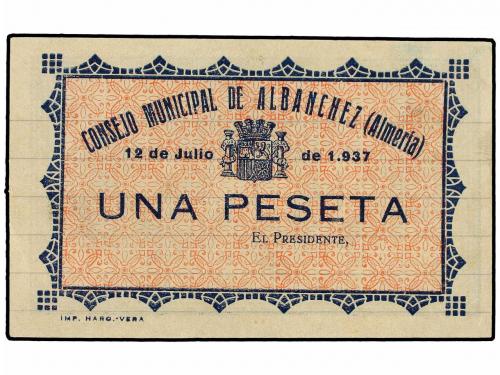 CONSEJO MUNICIPAL DE ALBANCHEZ (Almería)
12 de Julio de 1.937
UNA PESETA
EL PRESIDENTE,
IMP. HARO.-VERA